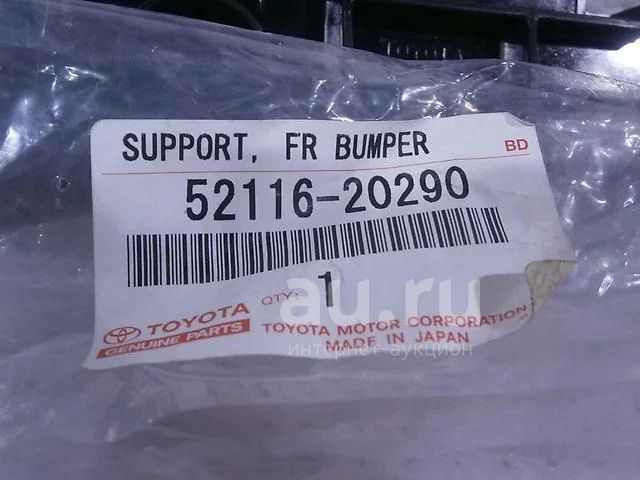 TOYOTA
SUPPORT, FR BUMPER
BD
52116-20290
QTY: 1
TOYOTA
GENUINE PARTS
TOYOTA MOTOR CORPORATION
MADE IN JAPAN
au.ru
интернет-аукцион